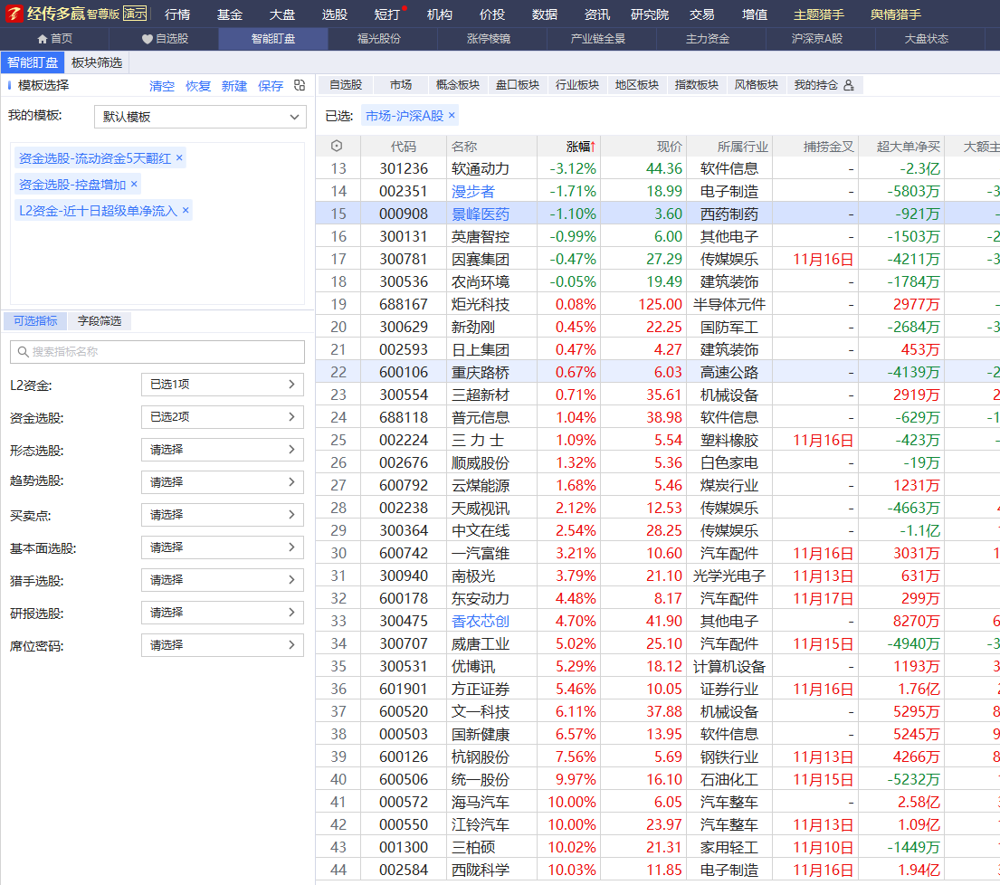 经传多赢 智尊版 演示 行情 基金 大盘 选股 短打 机构 价投 数据 资讯 研究院 交易 增值 主题猎手 舆情猎手
首页 自选股 智能盯盘 福光股份 涨停棱镜 产业链全景 主力资金 沪深京A股 大盘状态
智能盯盘 板块筛选
模板选择 清空 恢复 新建 保存
我的模板: 默认模板
资金选股-流动资金5天翻红 ×
资金选股-控盘增加 ×
L2资金-近十日超级单净流入 ×
可选指标 字段筛选
搜索指标名称
L2资金: 已选1项
资金选股: 已选2项
形态选股: 请选择
趋势选股: 请选择
买卖点: 请选择
基本面选股: 请选择
猎手选股: 请选择
研报选股: 请选择
席位密码: 请选择
自选股 市场 概念板块 盘口板块 行业板块 地区板块 指数板块 风格板块 我的持仓
已选: 市场-沪深A股 ×
代码 名称 涨幅↑ 现价 所属行业 捕捞金叉 超大单净买 大额主
13 301236 软通动力 -3.12% 44.36 软件信息 - -2.3亿
14 002351 漫步者 -1.71% 18.99 电子制造 - -5803万 -3
15 000908 景峰医药 -1.10% 3.60 西药制药 - -921万
16 300131 英唐智控 -0.99% 6.00 其他电子 - -1503万 -2
17 300781 因赛集团 -0.47% 27.29 传媒娱乐 11月16日 -4211万 -3
18 300536 农尚环境 -0.05% 19.49 建筑装饰 - -1784万
19 688167 炬光科技 0.08% 125.00 半导体元件 - 2977万 -
20 300629 新劲刚 0.45% 22.25 国防军工 - -2684万 -3
21 002593 日上集团 0.47% 4.27 建筑装饰 - 453万
22 600106 重庆路桥 0.67% 6.03 高速公路 - -4139万 -2
23 300554 三超新材 0.71% 35.61 机械设备 - 2919万 2
24 688118 普元信息 1.04% 38.98 软件信息 - -629万 -1
25 002224 三 力 士 1.09% 5.54 塑料橡胶 11月16日 -423万 -
26 002676 顺威股份 1.32% 5.36 白色家电 - -19万
27 600792 云煤能源 1.68% 5.46 煤炭行业 - 1231万
28 002238 天威视讯 2.12% 12.53 传媒娱乐 - -4663万
29 300364 中文在线 2.54% 28.25 传媒娱乐 - -1.1亿
30 600742 一汽富维 3.21% 10.60 汽车配件 11月16日 3031万 1
31 300940 南极光 3.79% 21.10 光学光电子 11月13日 631万
32 600178 东安动力 4.48% 8.17 汽车配件 11月17日 299万
33 300475 香农芯创 4.70% 41.90 其他电子 - 8270万 6
34 300707 威唐工业 5.02% 25.10 汽车配件 11月15日 -4940万 -3
35 300531 优博讯 5.29% 18.12 计算机设备 - 1193万 3
36 601901 方正证券 5.46% 10.05 证券行业 11月16日 1.76亿
37 600520 文一科技 6.11% 37.88 机械设备 - 5295万 8
38 000503 国新健康 6.57% 13.95 软件信息 - 5245万 9
39 600126 杭钢股份 7.56% 5.69 钢铁行业 11月13日 4266万 8
40 600506 统一股份 9.97% 16.10 石油化工 11月15日 -5232万
41 000572 海马汽车 10.00% 6.05 汽车整车 - 2.58亿
42 000550 江铃汽车 10.00% 23.97 汽车整车 11月13日 1.09亿
43 001300 三柏硕 10.02% 21.31 家用轻工 11月10日 -1449万
44 002584 西陇科学 10.03% 11.85 电子制造 11月16日 1.94亿